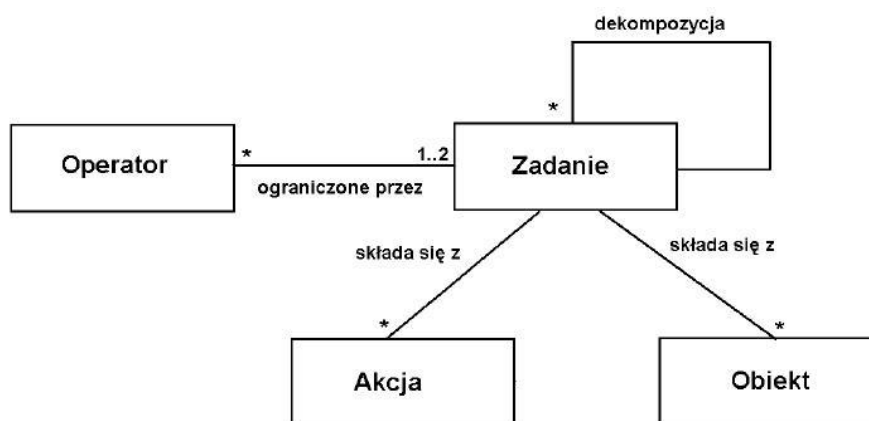 dekompozycja
*
Operator
*
1..2
ograniczone przez
Zadanie
składa się z
składa się z
*
*
Akcja
Obiekt